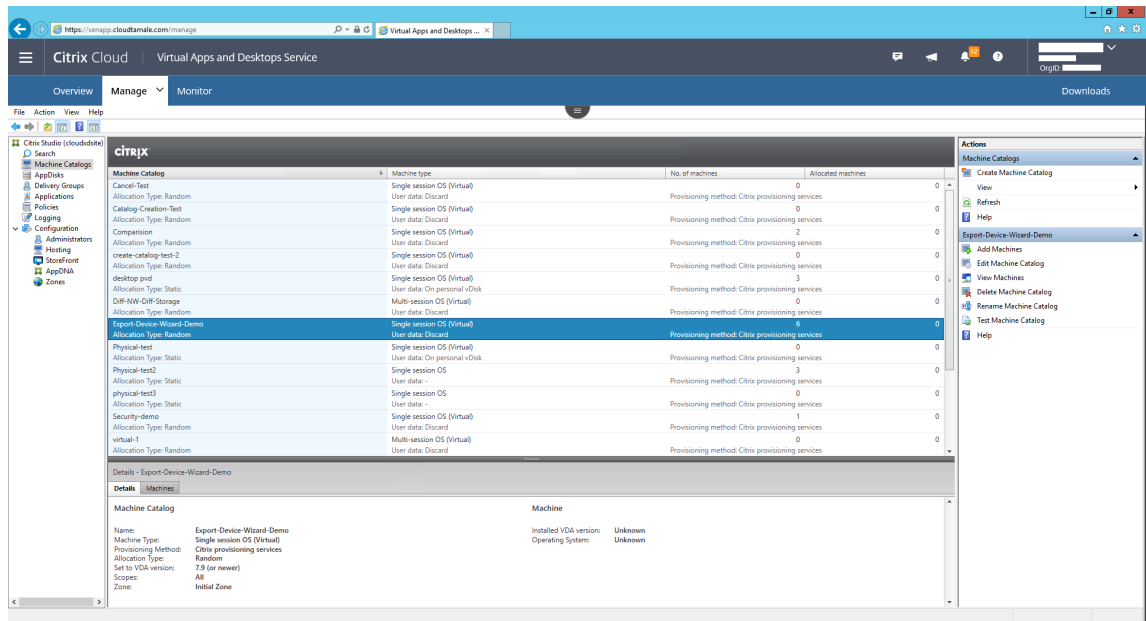 https://xenapp.cloudtamale.com/manage
Virtual Apps and Desktops ...
Citrix Cloud
Virtual Apps and Desktops Service
52
OrgID:
Overview
Manage
Monitor
Downloads
File Action View Help
Citrix Studio (cloudxdsite)
Search
Machine Catalogs
AppDisks
Delivery Groups
Applications
Policies
Logging
Configuration
Administrators
Hosting
StoreFront
AppDNA
Zones
CİTRIX
Machine Catalog Machine type No. of machines Allocated machines
Cancel-Test Single session OS (Virtual) 0 0
Allocation Type: Random User data: Discard Provisioning method: Citrix provisioning services
Catalog-Creation-Test Single session OS (Virtual) 0 0
Allocation Type: Random User data: Discard Provisioning method: Citrix provisioning services
Comparision Single session OS (Virtual) 2 0
Allocation Type: Random User data: Discard Provisioning method: Citrix provisioning services
create-catalog-test-2 Single session OS (Virtual) 0 0
Allocation Type: Random User data: Discard Provisioning method: Citrix provisioning services
desktop pvd Single session OS (Virtual) 3 0
Allocation Type: Static User data: On personal vDisk Provisioning method: Citrix provisioning services
Diff-NW-Diff-Storage Multi-session OS (Virtual) 0 0
Allocation Type: Random User data: Discard Provisioning method: Citrix provisioning services
Export-Device-Wizard-Demo Single session OS (Virtual) 6 0
Allocation Type: Random User data: Discard Provisioning method: Citrix provisioning services
Physical-test Single session OS (Virtual) 0 0
Allocation Type: Static User data: On personal vDisk Provisioning method: Citrix provisioning services
Physical-test2 Single session OS 3 0
Allocation Type: Static User data: - Provisioning method: Citrix provisioning services
physical-test3 Single session OS 0 0
Allocation Type: Static User data: - Provisioning method: Citrix provisioning services
Security-demo Single session OS (Virtual) 1 0
Allocation Type: Random User data: Discard Provisioning method: Citrix provisioning services
virtual-1 Multi-session OS (Virtual) 0 0
Allocation Type: Random User data: Discard Provisioning method: Citrix provisioning services
Details - Export-Device-Wizard-Demo
Details Machines
Machine Catalog
Name: Export-Device-Wizard-Demo
Machine Type: Single session OS (Virtual)
Provisioning Method: Citrix provisioning services
Allocation Type: Random
Set to VDA version: 7.9 (or newer)
Scopes: All
Zone: Initial Zone
Machine
Installed VDA version: Unknown
Operating System: Unknown
Actions
Machine Catalogs
Create Machine Catalog
View
Refresh
Help
Export-Device-Wizard-Demo
Add Machines
Edit Machine Catalog
View Machines
Delete Machine Catalog
Rename Machine Catalog
Test Machine Catalog
Help